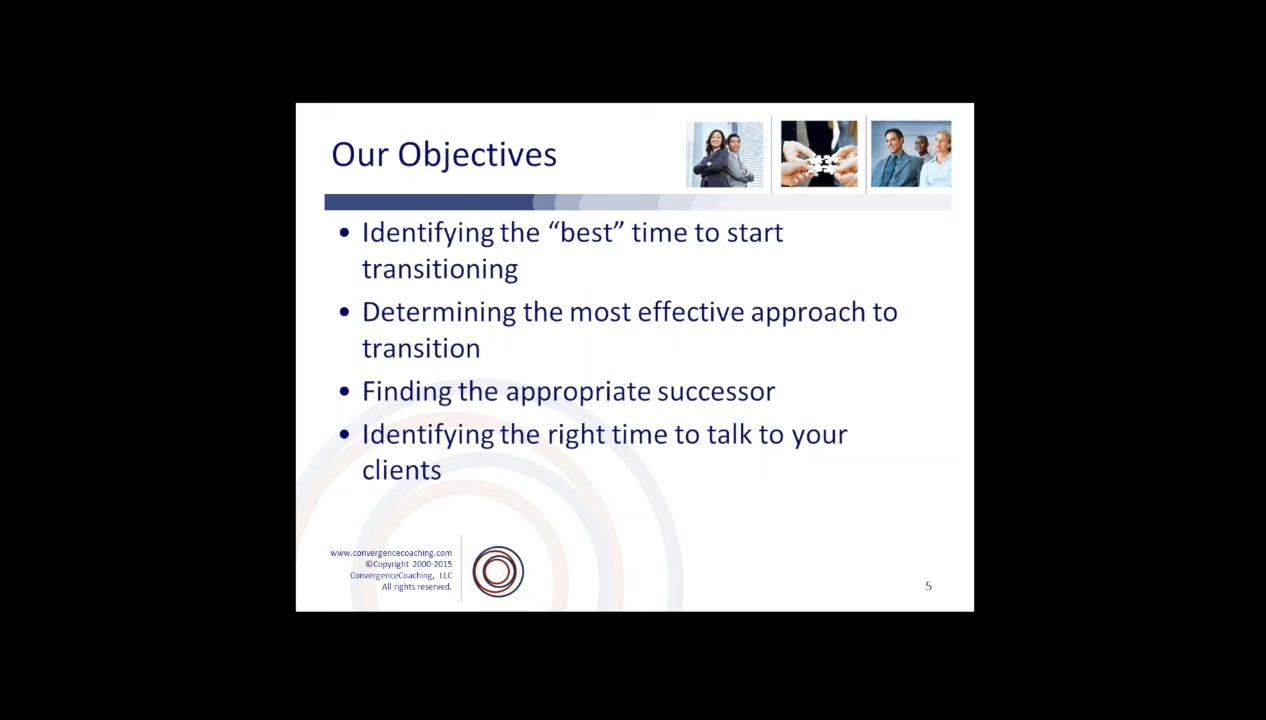 Our Objectives
• Identifying the “best” time to start
transitioning
• Determining the most effective approach to
transition
• Finding the appropriate successor
• Identifying the right time to talk to your
clients
www.convergencecoaching.com
©Copyright 2000-2015
ConvergenceCoaching, LLC
All rights reserved.
5